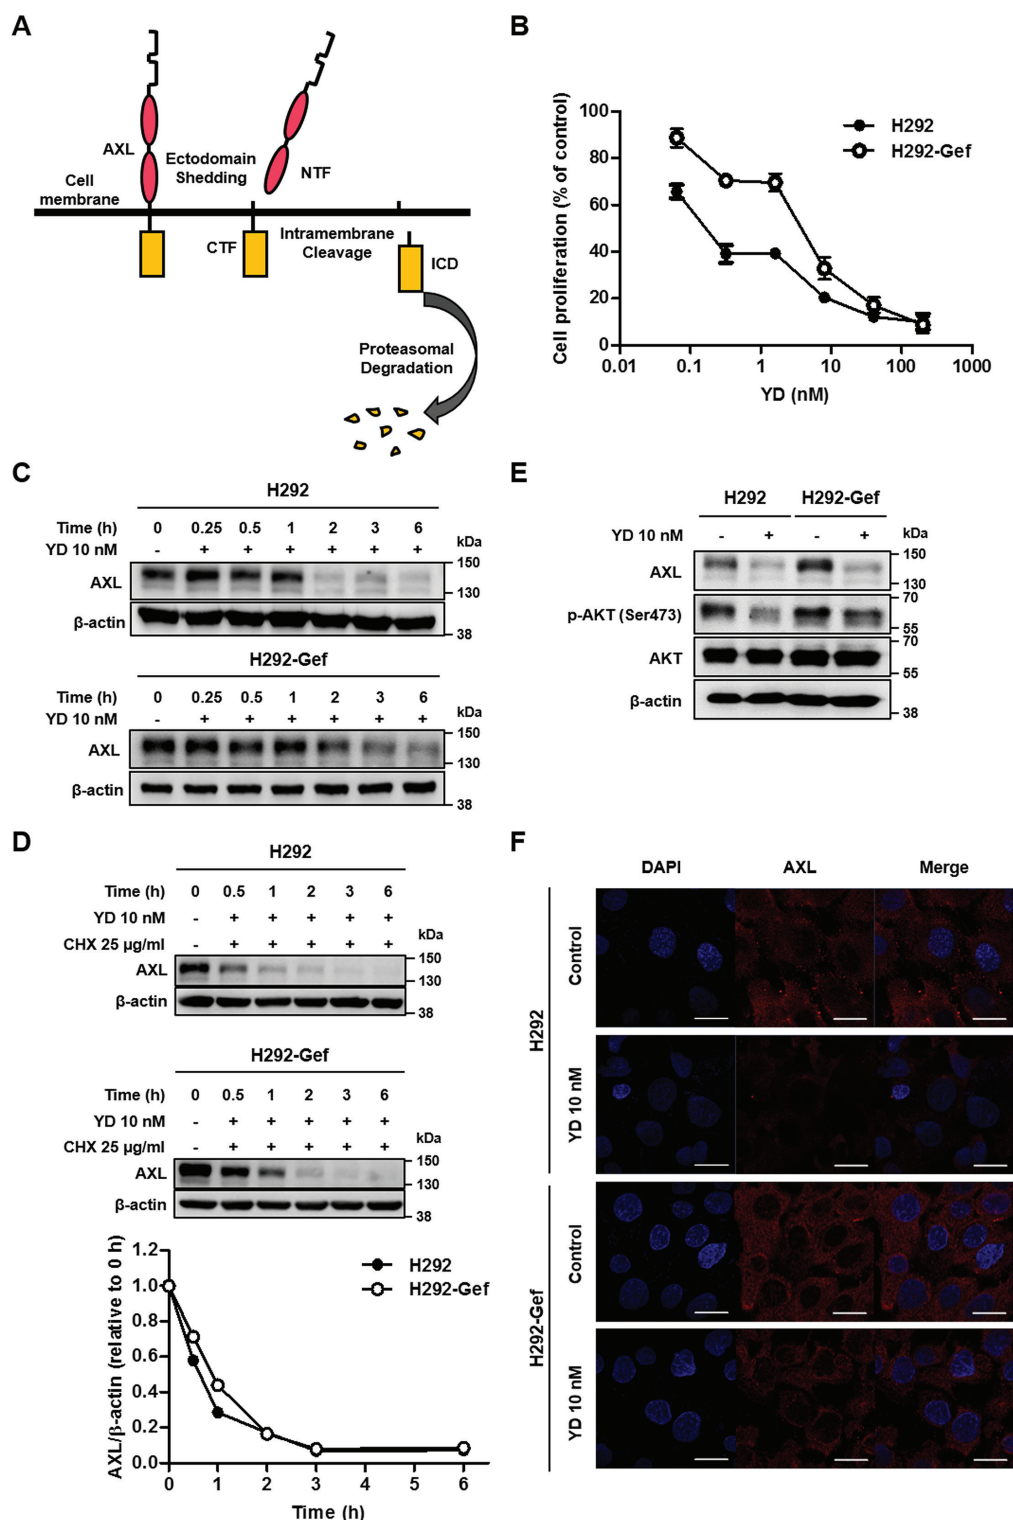 A
AXL
Ectodomain
Shedding
NTF
Cell
membrane
CTF
Intramembrane
Cleavage
ICD
Proteasomal
Degradation
B
Cell proliferation (% of control)
100
80
60
40
20
0
0.01 0.1 1 10 100 1000
YD (nM)
H292
H292-Gef
C
H292
Time (h) 0 0.25 0.5 1 2 3 6
YD 10 nM - + + + + + +
kDa
AXL
150
130
β-actin
38
H292-Gef
Time (h) 0 0.25 0.5 1 2 3 6
YD 10 nM - + + + + + +
kDa
AXL
150
130
β-actin
38
E
H292 H292-Gef
YD 10 nM - + - +
kDa
AXL
150
130
p-AKT (Ser473)
70
55
AKT
70
55
β-actin
38
D
H292
Time (h) 0 0.5 1 2 3 6
YD 10 nM - + + + + +
CHX 25 µg/ml - + + + + +
kDa
AXL
150
130
β-actin
38
H292-Gef
Time (h) 0 0.5 1 2 3 6
YD 10 nM - + + + + +
CHX 25 µg/ml - + + + + +
kDa
AXL
150
130
β-actin
38
AXL/β-actin (relative to 0 h)
1.2
1.0
0.8
0.6
0.4
0.2
0.0
0 1 2 3 4 5 6
Time (h)
H292
H292-Gef
F
DAPI AXL Merge
H292
Control
YD 10 nM
H292-Gef
Control
YD 10 nM